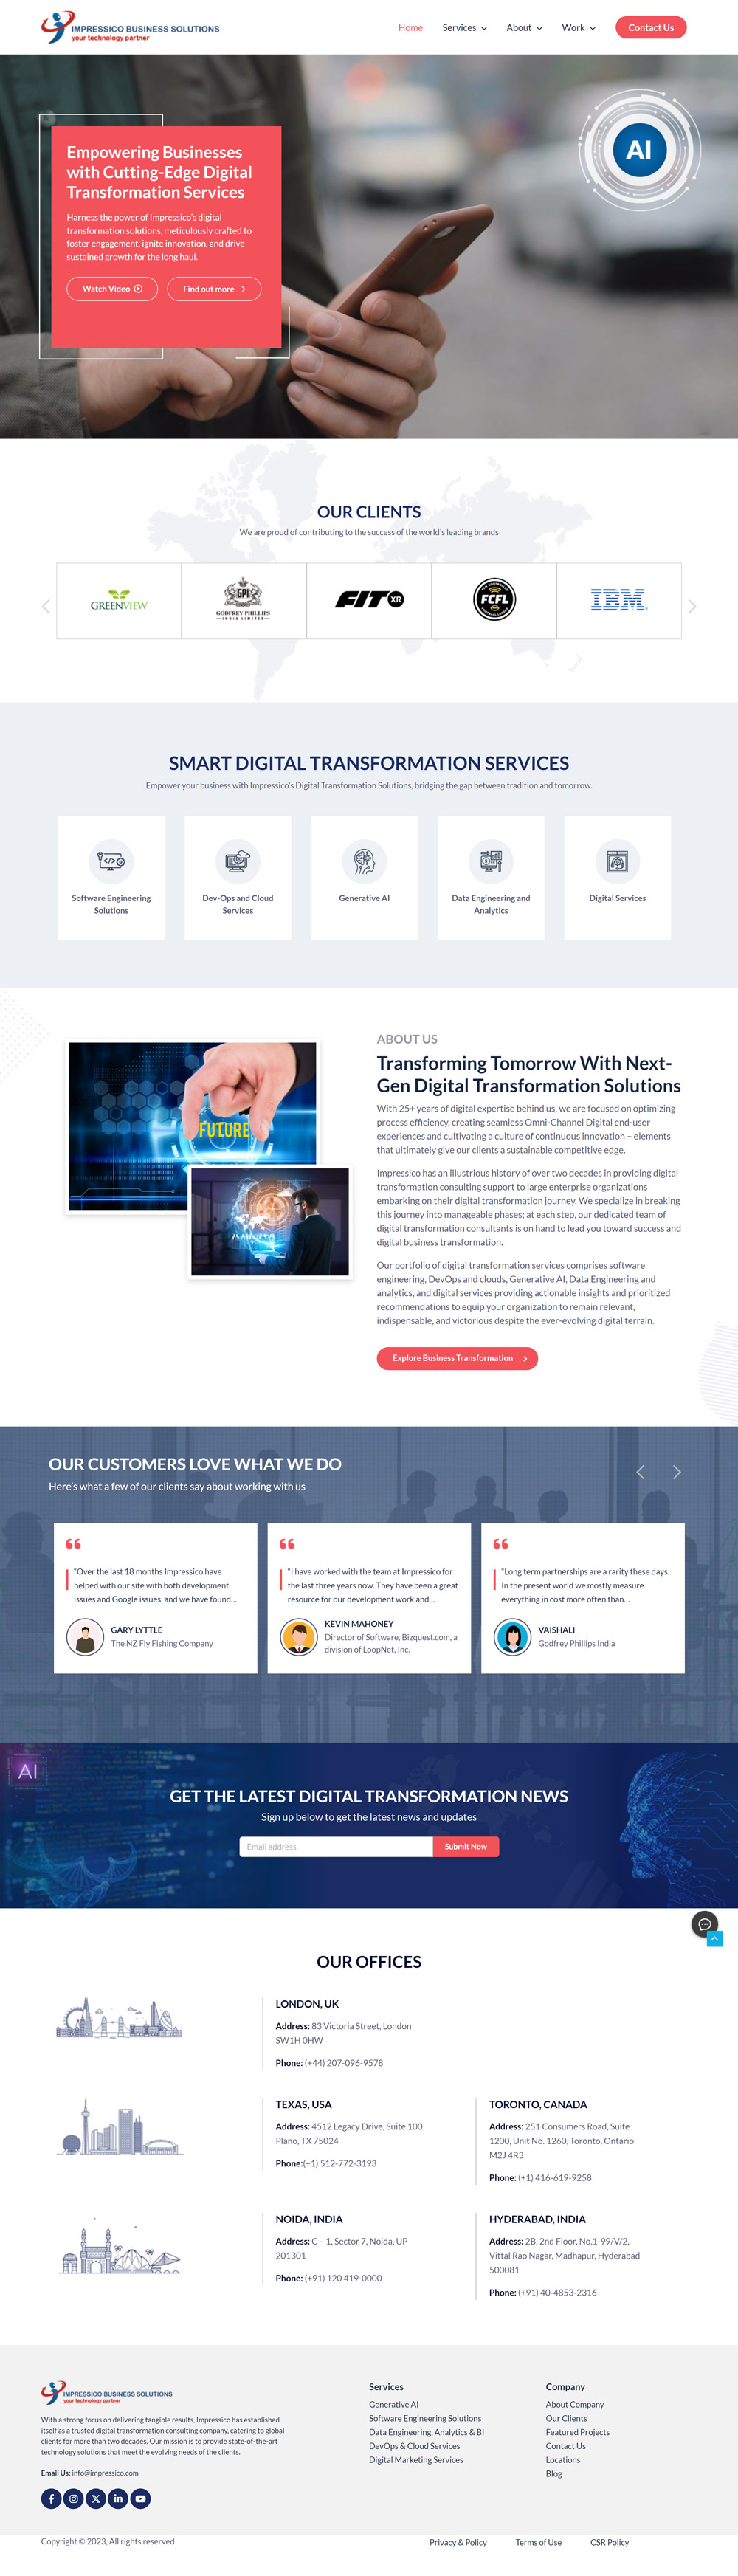 IMPRESSICO BUSINESS SOLUTIONS
your technology partner
Home
Services
About
Work
Contact Us
Empowering Businesses
with Cutting-Edge Digital
Transformation Services
Harness the power of Impressico's digital
transformation solutions, meticulously crafted to
foster engagement, ignite innovation, and drive
sustained growth for the long haul.
Watch Video
Find out more
AI
OUR CLIENTS
We are proud of contributing to the success of the world's leading brands
GREENVIEW
GPI
GODFREY PHILLIPS
INDIA LIMITED
FIT XR
FCFL
IBM
SMART DIGITAL TRANSFORMATION SERVICES
Empower your business with Impressico's Digital Transformation Solutions, bridging the gap between tradition and tomorrow.
Software Engineering
Solutions
Dev-Ops and Cloud
Services
Generative AI
Data Engineering and
Analytics
Digital Services
FUTURE
ABOUT US
Transforming Tomorrow With Next-
Gen Digital Transformation Solutions
With 25+ years of digital expertise behind us, we are focused on optimizing
process efficiency, creating seamless Omni-Channel Digital end-user
experiences and cultivating a culture of continuous innovation – elements
that ultimately give our clients a sustainable competitive edge.
Impressico has an illustrious history of over two decades in providing digital
transformation consulting support to large enterprise organizations
embarking on their digital transformation journey. We specialize in breaking
this journey into manageable phases; at each step, our dedicated team of
digital transformation consultants is on hand to lead you toward success and
digital business transformation.
Our portfolio of digital transformation services comprises software
engineering, DevOps and clouds, Generative AI, Data Engineering and
analytics, and digital services providing actionable insights and prioritized
recommendations to equip your organization to remain relevant,
indispensable, and victorious despite the ever-evolving digital terrain.
Explore Business Transformation
OUR CUSTOMERS LOVE WHAT WE DO
Here's what a few of our clients say about working with us
"Over the last 18 months Impressico have
helped with our site with both development
issues and Google issues, and we have found...
GARY LYTTLE
The NZ Fly Fishing Company
"I have worked with the team at Impressico for
the last three years now. They have been a great
resource for our development work and...
KEVIN MAHONEY
Director of Software, Bizquest.com, a
division of LoopNet, Inc.
"Long term partnerships are a rarity these days.
In the present world we mostly measure
everything in cost more often than...
VAISHALI
Godfrey Phillips India
AI
GET THE LATEST DIGITAL TRANSFORMATION NEWS
Sign up below to get the latest news and updates
Email address
Submit Now
OUR OFFICES
LONDON, UK
Address: 83 Victoria Street, London
SW1H 0HW
Phone: (+44) 207-096-9578
TEXAS, USA
Address: 4512 Legacy Drive, Suite 100
Plano, TX 75024
Phone:(+1) 512-772-3193
TORONTO, CANADA
Address: 251 Consumers Road, Suite
1200, Unit No. 1260, Toronto, Ontario
M2J 4R3
Phone: (+1) 416-619-9258
NOIDA, INDIA
Address: C – 1, Sector 7, Noida, UP
201301
Phone: (+91) 120 419-0000
HYDERABAD, INDIA
Address: 2B, 2nd Floor, No.1-99/V/2,
Vittal Rao Nagar, Madhapur, Hyderabad
500081
Phone: (+91) 40-4853-2316
IMPRESSICO BUSINESS SOLUTIONS
your technology partner
With a strong focus on delivering tangible results, Impressico has established
itself as a trusted digital transformation consulting company, catering to global
clients for more than two decades. Our mission is to provide state-of-the-art
technology solutions that meet the evolving needs of the clients.
Email Us: info@impressico.com
Services
Generative AI
Software Engineering Solutions
Data Engineering, Analytics & BI
DevOps & Cloud Services
Digital Marketing Services
Company
About Company
Our Clients
Featured Projects
Contact Us
Locations
Blog
Copyright © 2023, All rights reserved
Privacy & Policy
Terms of Use
CSR Policy